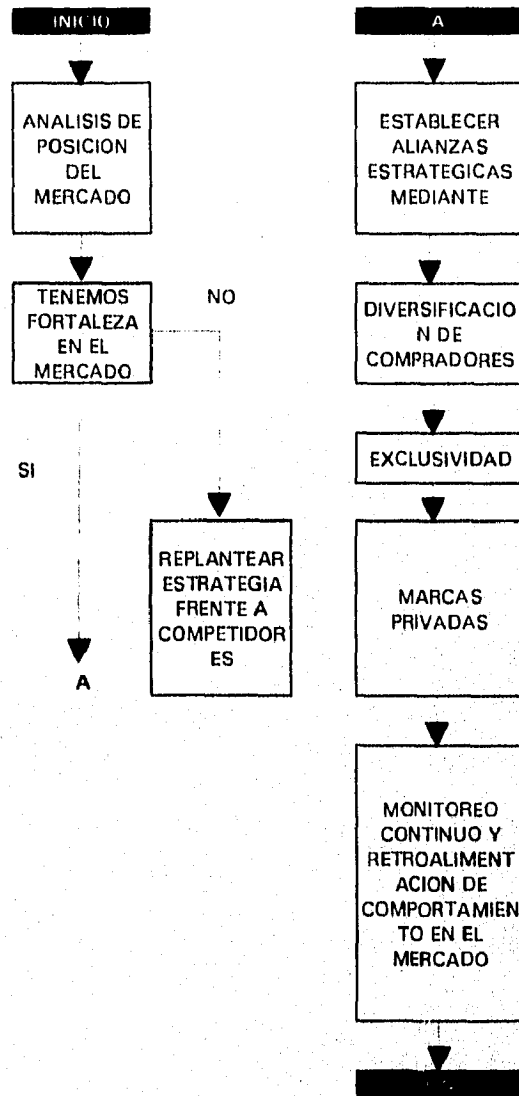 INICIO
ANALISIS DE
POSICION
DEL
MERCADO
TENEMOS
FORTALEZA
EN EL
MERCADO
NO
SI
A
REPLANTEAR
ESTRATEGIA
FRENTE A
COMPETIDOR
ES
A
ESTABLECER
ALIANZAS
ESTRATEGICAS
MEDIANTE
DIVERSIFICACIO
N DE
COMPRADORES
EXCLUSIVIDAD
MARCAS
PRIVADAS
MONITOREO
CONTINUO Y
RETROALIMENT
ACION DE
COMPORTAMIEN
TO EN EL
MERCADO